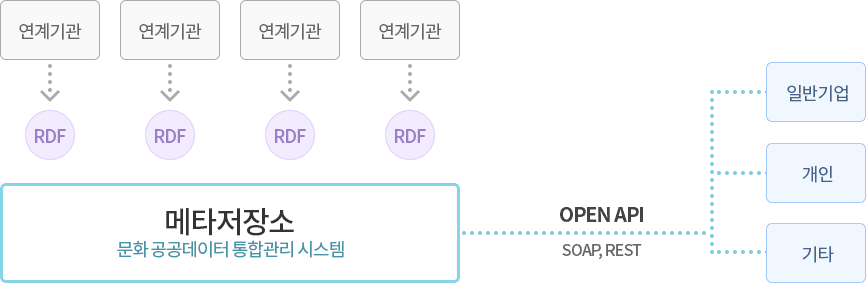 연계기관 연계기관 연계기관 연계기관
RDF RDF RDF RDF
일반기업
개인
메타저장소
문화 공공데이터 통합관리 시스템
OPEN API
SOAP, REST
기타